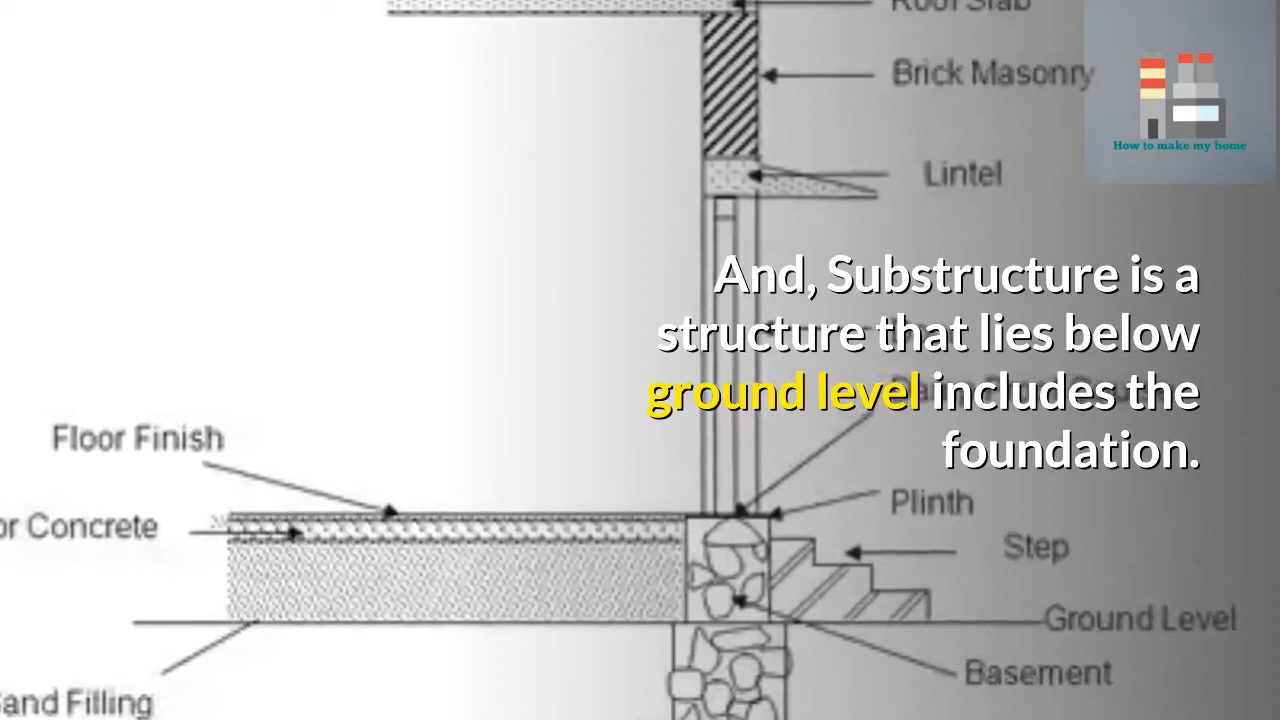 Roof Slab
Brick Masonry
How to make my home
Lintel
And, Substructure is a
structure that lies below
ground level includes the
foundation.
Floor Finish
Plinth
or Concrete
Step
Ground Level
Basement
Sand Filling